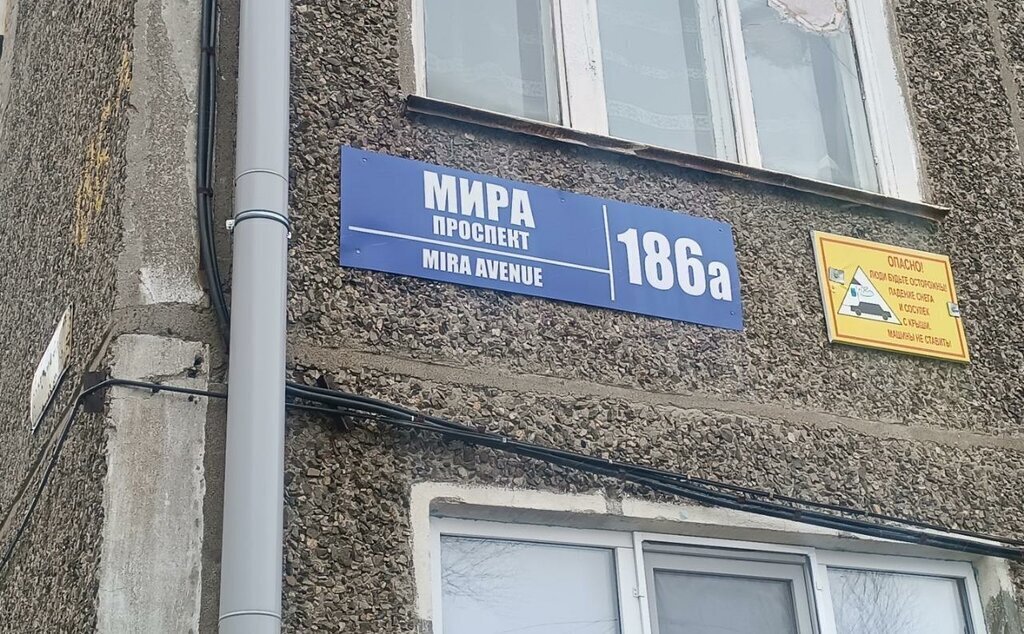 МИРА
ПРОСПЕКТ
MIRA AVENUE
186а
ОПАСНО!
ЛЮДИ БУДЬТЕ ОСТОРОЖНЫ!
ПАДЕНИЕ СНЕГА
И СОСУЛЕК
С КРЫШИ.
МАШИНЫ НЕ СТАВИТЬ!